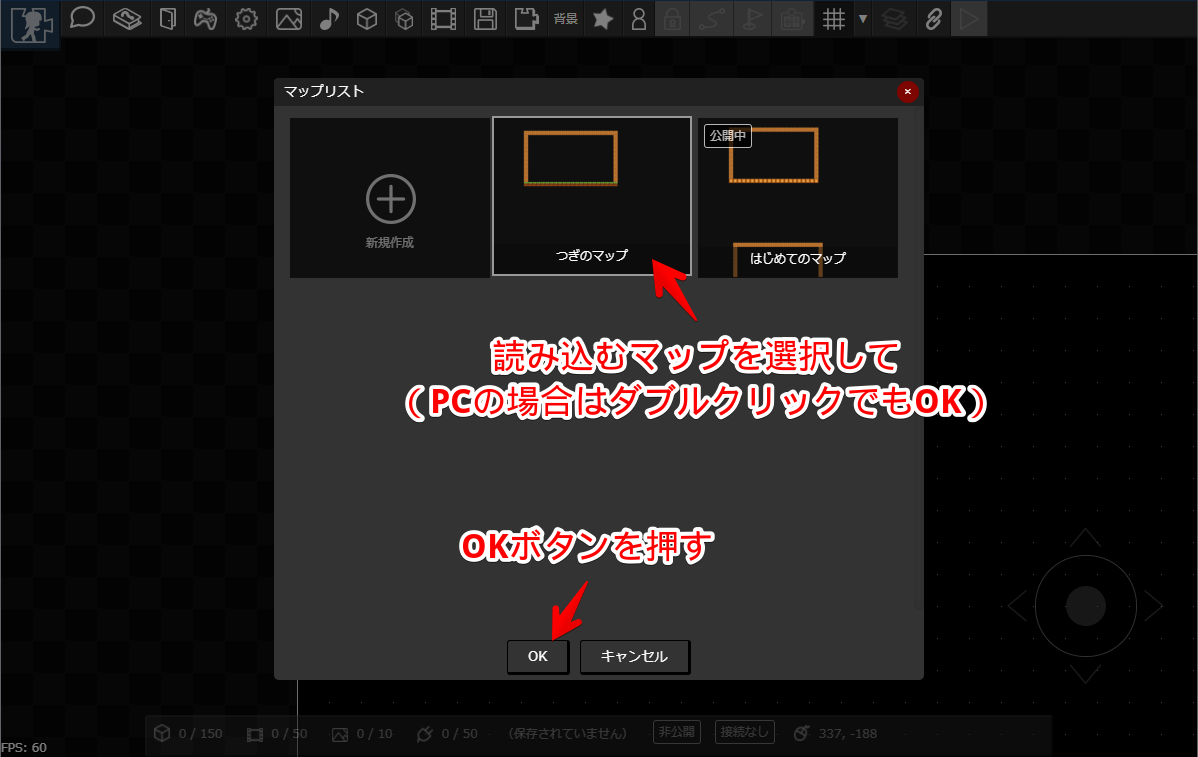 背景
マップリスト
公開中
新規作成
つぎのマップ
はじめてのマップ
読み込むマップを選択して
（PCの場合はダブルクリックでもOK）
OKボタンを押す
OK
キャンセル
0 / 150
0 / 50
0 / 10
0 / 50
（保存されていません）
非公開
接続なし
337, -188
FPS: 60